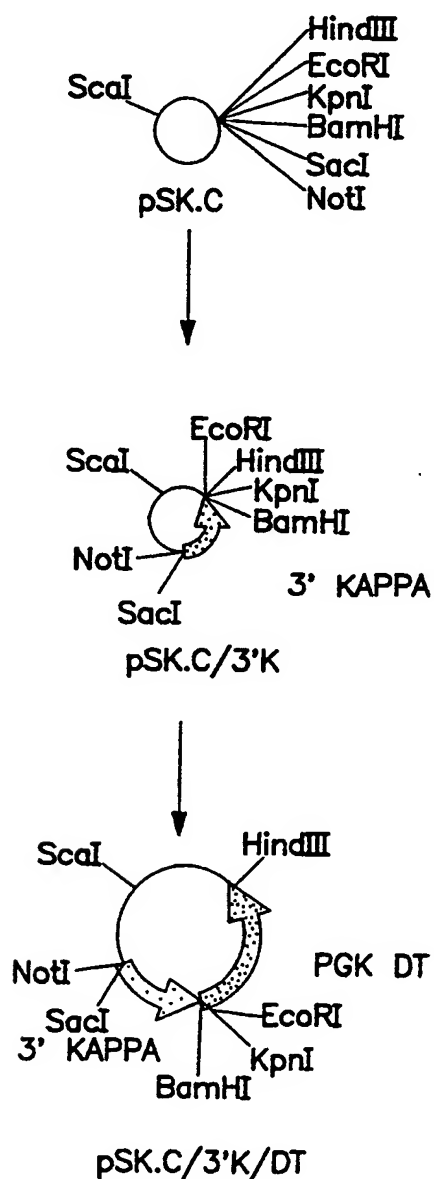 HindIII
EcoRI
ScaI
KpnI
BamHI
SacI
NotI
pSK.C
EcoRI
ScaI
HindIII
KpnI
BamHI
NotI
3' KAPPA
SacI
pSK.C/3'K
HindIII
ScaI
PGK DT
NotI
SacI
EcoRI
3' KAPPA
KpnI
BamHI
pSK.C/3'K/DT